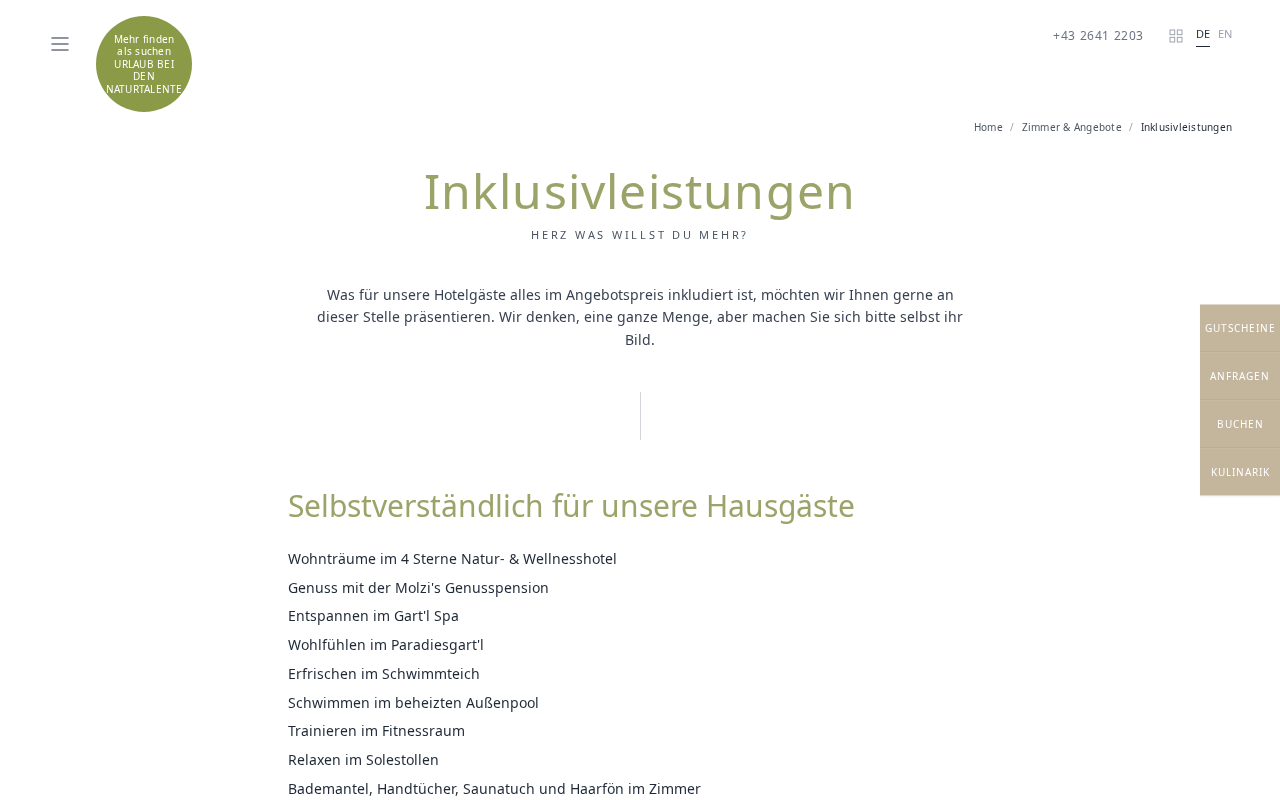 Mehr finden
als suchen
URLAUB BEI
DEN
NATURTALENTE
+43 2641 2203
DE EN
Home / Zimmer & Angebote / Inklusivleistungen
Inklusivleistungen
HERZ WAS WILLST DU MEHR?
Was für unsere Hotelgäste alles im Angebotspreis inkludiert ist, möchten wir Ihnen gerne an
dieser Stelle präsentieren. Wir denken, eine ganze Menge, aber machen Sie sich bitte selbst ihr
Bild.
GUTSCHEINE
ANFRAGEN
BUCHEN
KULINARIK
Selbstverständlich für unsere Hausgäste
Wohnträume im 4 Sterne Natur- & Wellnesshotel
Genuss mit der Molzi's Genusspension
Entspannen im Gart'l Spa
Wohlfühlen im Paradiesgart'l
Erfrischen im Schwimmteich
Schwimmen im beheizten Außenpool
Trainieren im Fitnessraum
Relaxen im Solestollen
Bademantel, Handtücher, Saunatuch und Haarfön im Zimmer